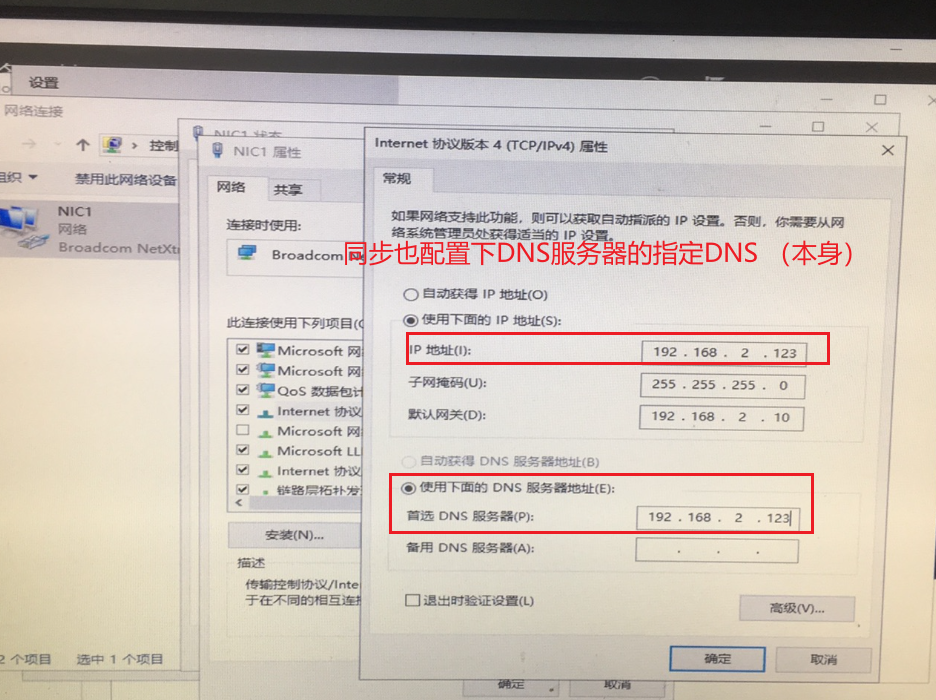 设置
网络连接
控制
组织
禁用此网络设备
NIC1
网络
Broadcom NetXt
NIC1 状态
NIC1 属性
网络
共享
连接时使用:
Broadcom
此连接使用下列项目(
Microsoft 网
Microsoft 网
QoS 数据包计
Internet 协议
Microsoft 网
Microsoft LL
Internet 协议
链路层拓扑发
安装(N)...
描述
传输控制协议/Inte
于在不同的相互连接
2 个项目
选中 1 个项目
Internet 协议版本 4 (TCP/IPv4) 属性
常规
如果网络支持此功能，则可以获取自动指派的 IP 设置。否则，你需要从网
络系统管理员处获得适当的 IP 设置。
同步也配置下DNS服务器的指定DNS （本身）
自动获得 IP 地址(O)
使用下面的 IP 地址(S):
IP 地址(I):
192 . 168 . 2 . 123
子网掩码(U):
255 . 255 . 255 . 0
默认网关(D):
192 . 168 . 2 . 10
自动获得 DNS 服务器地址(B)
使用下面的 DNS 服务器地址(E):
首选 DNS 服务器(P):
192 . 168 . 2 . 123
备用 DNS 服务器(A):
. . .
退出时验证设置(L)
高级(V)...
确定
取消
确定
取消